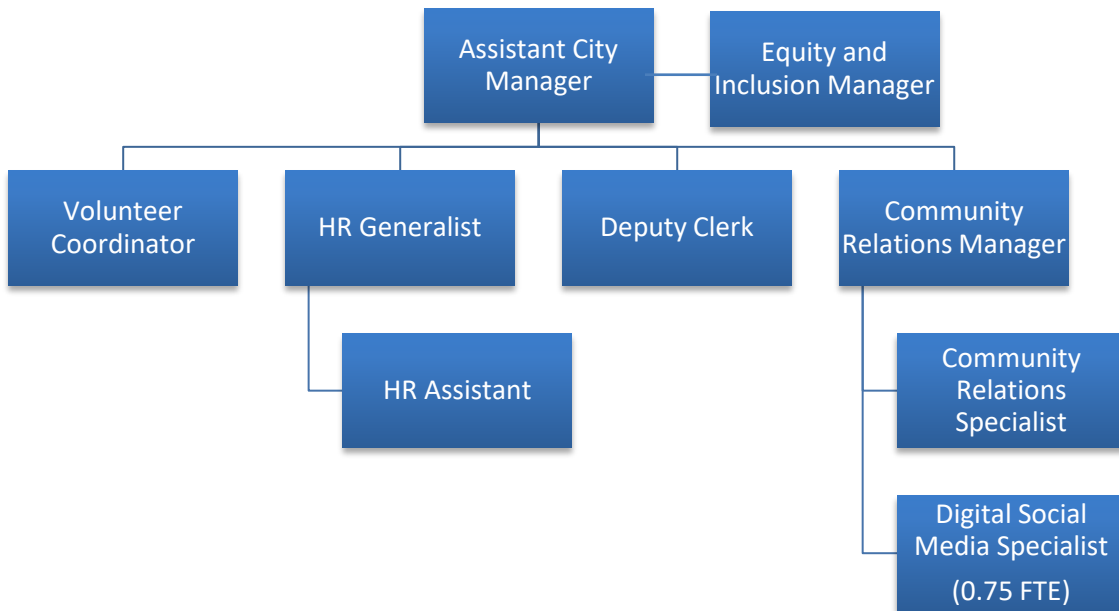 Assistant City
Manager
Equity and
Inclusion Manager
Volunteer
Coordinator
HR Generalist
Deputy Clerk
Community
Relations Manager
HR Assistant
Community
Relations
Specialist
Digital Social
Media Specialist
(0.75 FTE)